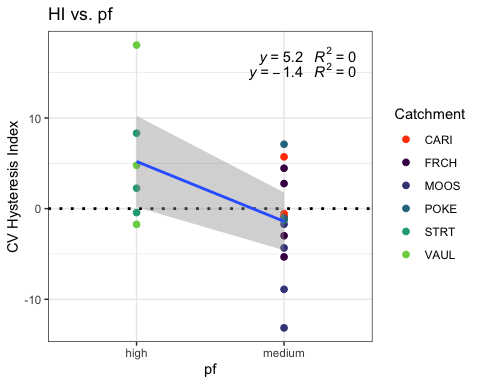 HI vs. pf
y = 5.2 R² = 0
y = − 1.4 R² = 0
CV Hysteresis Index
10
0
-10
high
medium
pf
Catchment
CARI
FRCH
MOOS
POKE
STRT
VAUL